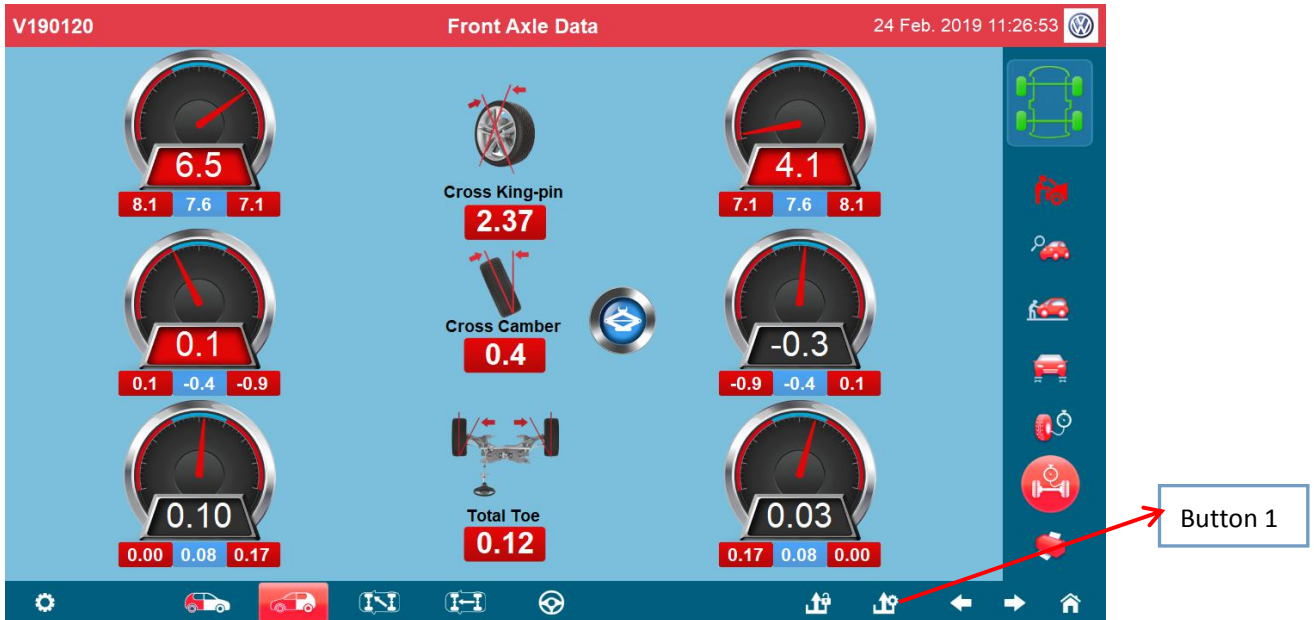 V190120 Front Axle Data 24 Feb. 2019 11:26:53
6.5
8.1 7.6 7.1
Cross King-pin
2.37
4.1
7.1 7.6 8.1
0.1
0.1 -0.4 -0.9
Cross Camber
0.4
-0.3
-0.9 -0.4 0.1
0.10
0.00 0.08 0.17
Total Toe
0.12
0.03
0.17 0.08 0.00
Button 1